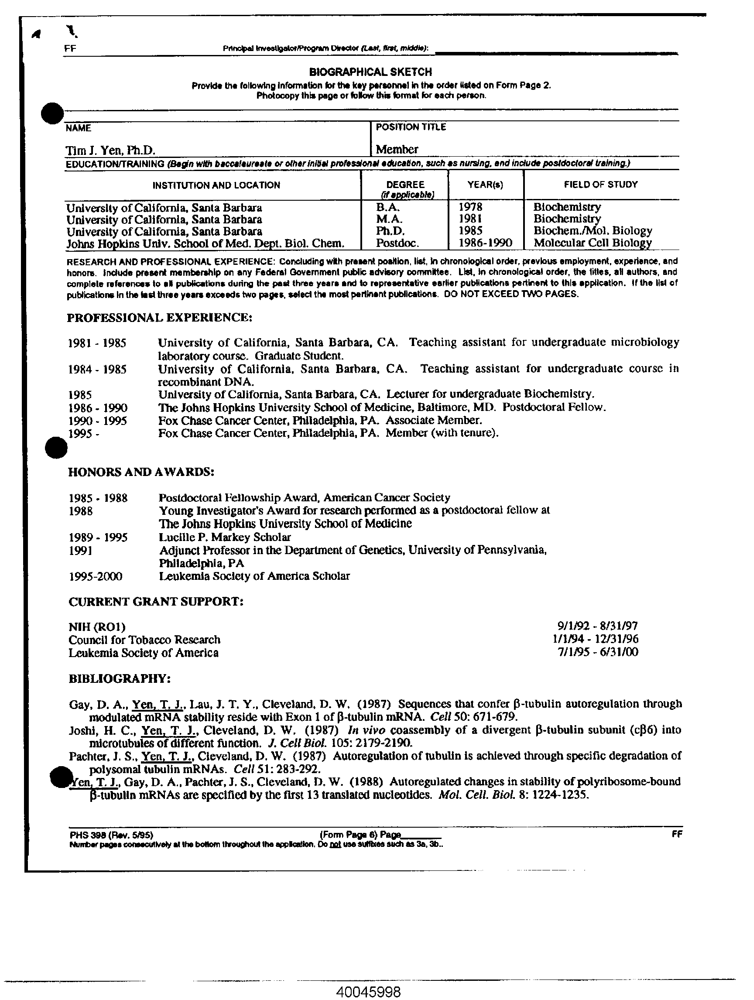 FF
Principal Investigator/Program Director (Last, first, middle):
BIOGRAPHICAL SKETCH
Provide the following information for the key personnel in the order listed on Form Page 2.
Photocopy this page or follow this format for each person.
NAME
POSITION TITLE
Tim J. Yen, Ph.D.
Member
EDUCATION/TRAINING (Begin with baccalaureate or other initial professional education, such as nursing, and include postdoctoral training.)
INSTITUTION AND LOCATION DEGREE (if applicable) YEAR(s) FIELD OF STUDY
University of California, Santa Barbara B.A. 1978 Biochemistry
University of California, Santa Barbara M.A. 1981 Biochemistry
University of California, Santa Barbara Ph.D. 1985 Biochem./Mol. Biology
Johns Hopkins Univ. School of Med. Dept. Biol. Chem. Postdoc. 1986-1990 Molecular Cell Biology
RESEARCH AND PROFESSIONAL EXPERIENCE: Concluding with present position, list, in chronological order, previous employment, experience, and
honors. Include present membership on any Federal Government public advisory committee. List, in chronological order, the titles, all authors, and
complete references to all publications during the past three years and to representative earlier publications pertinent to this application. If the list of
publications in the last three years exceeds two pages, select the most pertinent publications. DO NOT EXCEED TWO PAGES.
PROFESSIONAL EXPERIENCE:
1981 - 1985 University of California, Santa Barbara, CA. Teaching assistant for undergraduate microbiology
laboratory course. Graduate Student.
1984 - 1985 University of California, Santa Barbara, CA. Teaching assistant for undergraduate course in
recombinant DNA.
1985 University of California, Santa Barbara, CA. Lecturer for undergraduate Biochemistry.
1986 - 1990 The Johns Hopkins University School of Medicine, Baltimore, MD. Postdoctoral Fellow.
1990 - 1995 Fox Chase Cancer Center, Philadelphia, PA. Associate Member.
1995 - Fox Chase Cancer Center, Philadelphia, PA. Member (with tenure).
HONORS AND AWARDS:
1985 - 1988 Postdoctoral Fellowship Award, American Cancer Society
1988 Young Investigator's Award for research performed as a postdoctoral fellow at
The Johns Hopkins University School of Medicine
1989 - 1995 Lucille P. Markey Scholar
1991 Adjunct Professor in the Department of Genetics, University of Pennsylvania,
Philadelphia, PA
1995-2000 Leukemia Society of America Scholar
CURRENT GRANT SUPPORT:
NIH (RO1) 9/1/92 - 8/31/97
Council for Tobacco Research 1/1/94 - 12/31/96
Leukemia Society of America 7/1/95 - 6/31/00
BIBLIOGRAPHY:
Gay, D. A., Yen, T. J., Lau, J. T. Y., Cleveland, D. W. (1987) Sequences that confer β-tubulin autoregulation through
modulated mRNA stability reside with Exon 1 of β-tubulin mRNA. Cell 50: 671-679.
Joshi, H. C., Yen, T. J., Cleveland, D. W. (1987) In vivo coassembly of a divergent β-tubulin subunit (cβ6) into
microtubules of different function. J. Cell Biol. 105: 2179-2190.
Pachter, J. S., Yen, T. J., Cleveland, D. W. (1987) Autoregulation of tubulin is achieved through specific degradation of
polysomal tubulin mRNAs. Cell 51: 283-292.
Yen, T. J., Gay, D. A., Pachter, J. S., Cleveland, D. W. (1988) Autoregulated changes in stability of polyribosome-bound
β-tubulin mRNAs are specified by the first 13 translated nucleotides. Mol. Cell. Biol. 8: 1224-1235.
PHS 398 (Rev. 5/95) (Form Page 6) Page FF
Number pages consecutively at the bottom throughout the application. Do not use suffixes such as 3a, 3b..
40045998